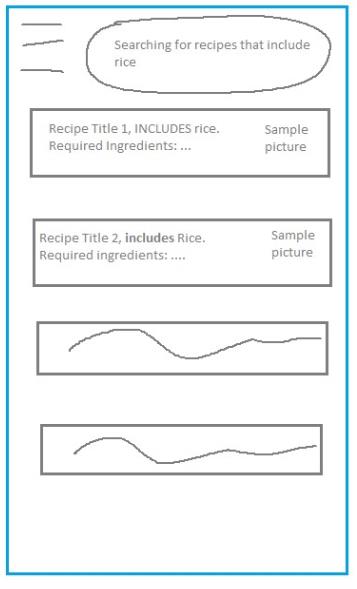 Searching for recipes that include
rice
Recipe Title 1, INCLUDES rice.
Required Ingredients: ...
Sample
picture
Recipe Title 2, includes Rice.
Required ingredients: ....
Sample
picture